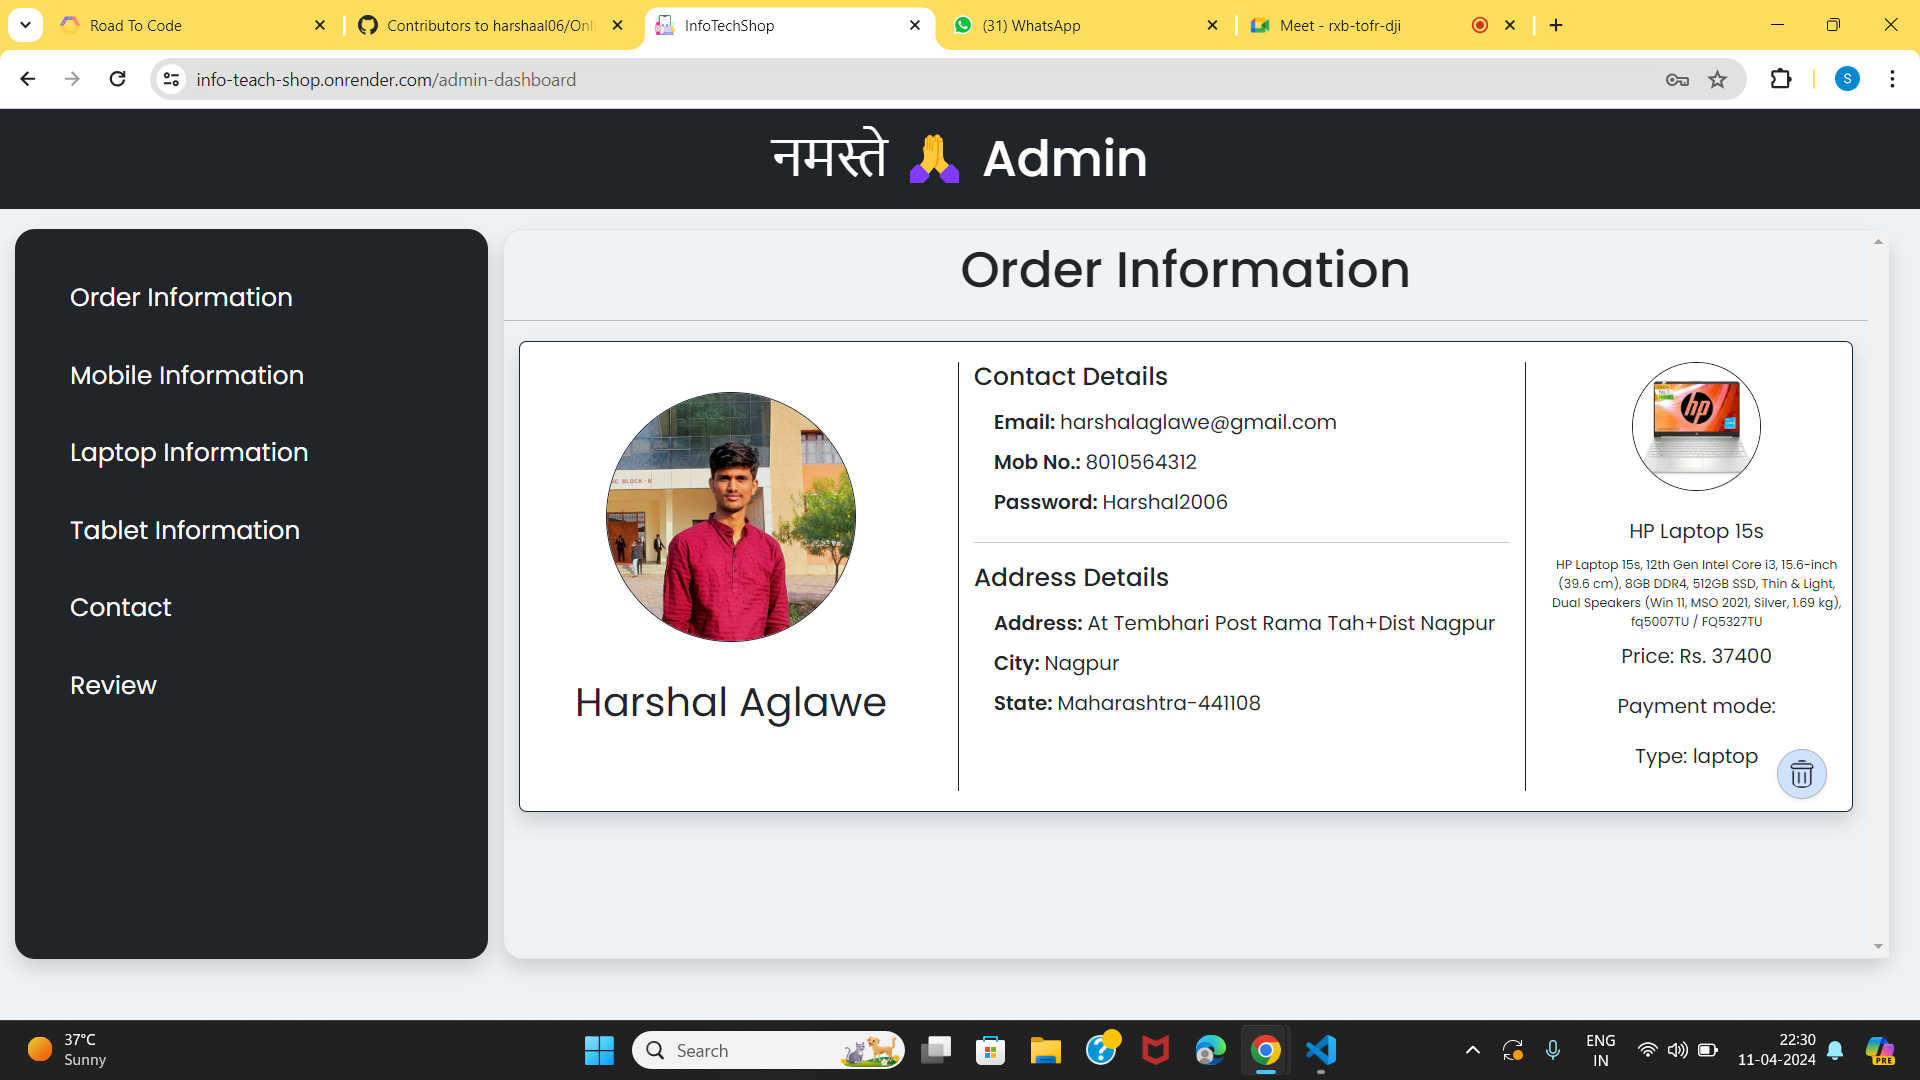 Road To Code
Contributors to harshaal06/Onli
InfoTechShop
(31) WhatsApp
Meet - rxb-tofr-dji
info-teach-shop.onrender.com/admin-dashboard
S
नमस्ते 🙏 Admin
Order Information
Mobile Information
Laptop Information
Tablet Information
Contact
Review
Order Information
Harshal Aglawe
Contact Details
Email: harshalaglawe@gmail.com
Mob No.: 8010564312
Password: Harshal2006
Address Details
Address: At Tembhari Post Rama Tah+Dist Nagpur
City: Nagpur
State: Maharashtra-441108
hp
HP Laptop 15s
HP Laptop 15s, 12th Gen Intel Core i3, 15.6-inch
(39.6 cm), 8GB DDR4, 512GB SSD, Thin & Light,
Dual Speakers (Win 11, MSO 2021, Silver, 1.69 kg),
fq5007TU / FQ5327TU
Price: Rs. 37400
Payment mode:
Type: laptop
37°C
Sunny
Search
ENG
IN
22:30
11-04-2024
PRE